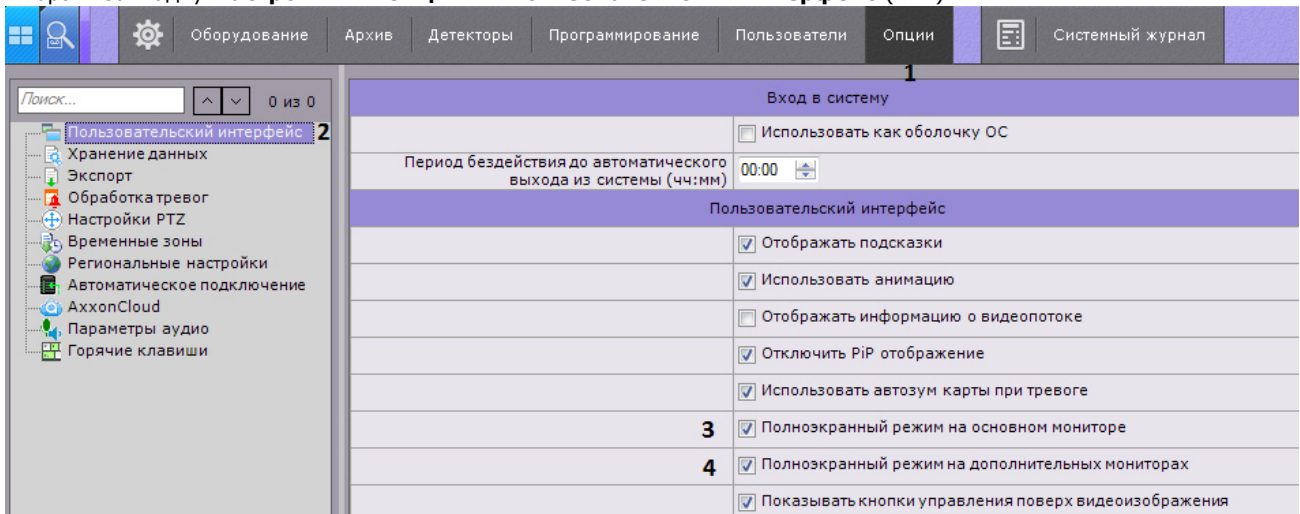 Оборудование Архив Детекторы Программирование Пользователи Опции Системный журнал
1
Поиск... 0 из 0
Пользовательский интерфейс 2
Хранение данных
Экспорт
Обработка тревог
Настройки PTZ
Временные зоны
Региональные настройки
Автоматическое подключение
AxxonCloud
Параметры аудио
Горячие клавиши
Вход в систему
Использовать как оболочку ОС
Период бездействия до автоматического
выхода из системы (чч:мм) 00:00
Пользовательский интерфейс
Отображать подсказки
Использовать анимацию
Отображать информацию о видеопотоке
Отключить PiP отображение
Использовать автозум карты при тревоге
3 Полноэкранный режим на основном мониторе
4 Полноэкранный режим на дополнительных мониторах
Показывать кнопки управления поверх видеоизображения